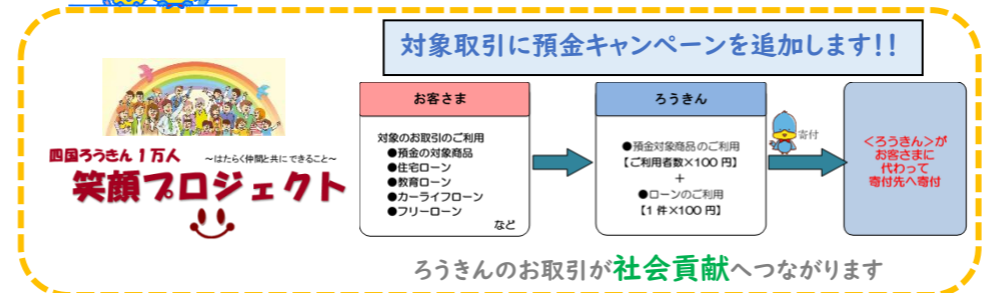 対象取引に預金キャンペーンを追加します!!
四国ろうきん1万人 ～はたらく仲間と共にできること～
笑顔プロジェクト
お客さま
対象のお取引のご利用
●預金の対象商品
●住宅ローン
●教育ローン
●カーライフローン
●フリーローン
など
ろうきん
●預金対象商品のご利用
【ご利用者数×100円】
+
●ローンのご利用
【1件×100円】
寄付
<ろうきん>が
お客さまに
代わって
寄付先へ寄付
ろうきんのお取引が社会貢献へつながります